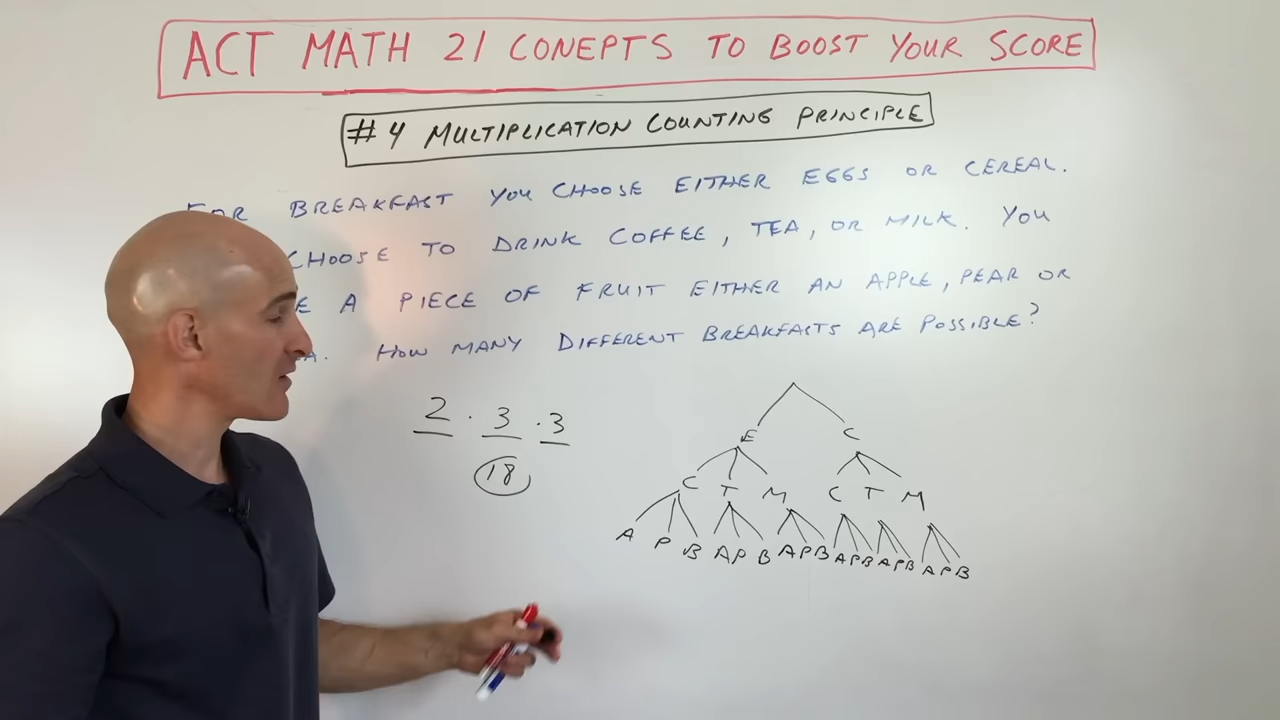 ACT MATH 21 CONEPTS TO BOOST YOUR SCORE
#4 MULTIPLICATION COUNTING PRINCIPLE
FOR BREAKFAST YOU CHOOSE EITHER EGGS OR CEREAL.
CHOOSE TO DRINK COFFEE, TEA, OR MILK. YOU
A PIECE OF FRUIT EITHER AN APPLE, PEAR OR
HOW MANY DIFFERENT BREAKFASTS ARE POSSIBLE?
2 · 3 · 3
18
E C
C T M C T M
A P B A P B A P B A P B A P B A P B